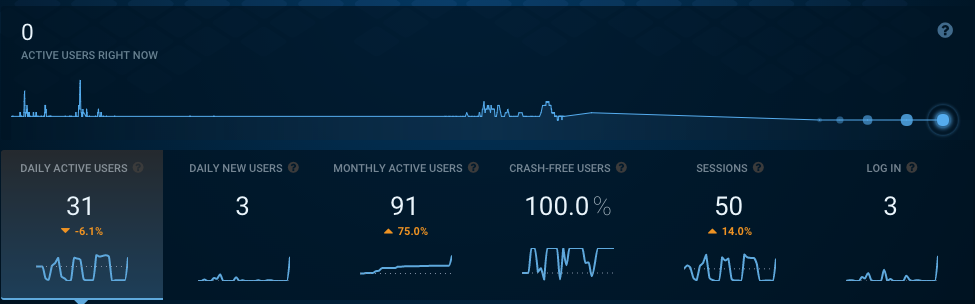 0
ACTIVE USERS RIGHT NOW
?
DAILY ACTIVE USERS ?
31
-6.1%
DAILY NEW USERS ?
3
MONTHLY ACTIVE USERS ?
91
75.0%
CRASH-FREE USERS ?
100.0%
SESSIONS ?
50
14.0%
LOG IN ?
3